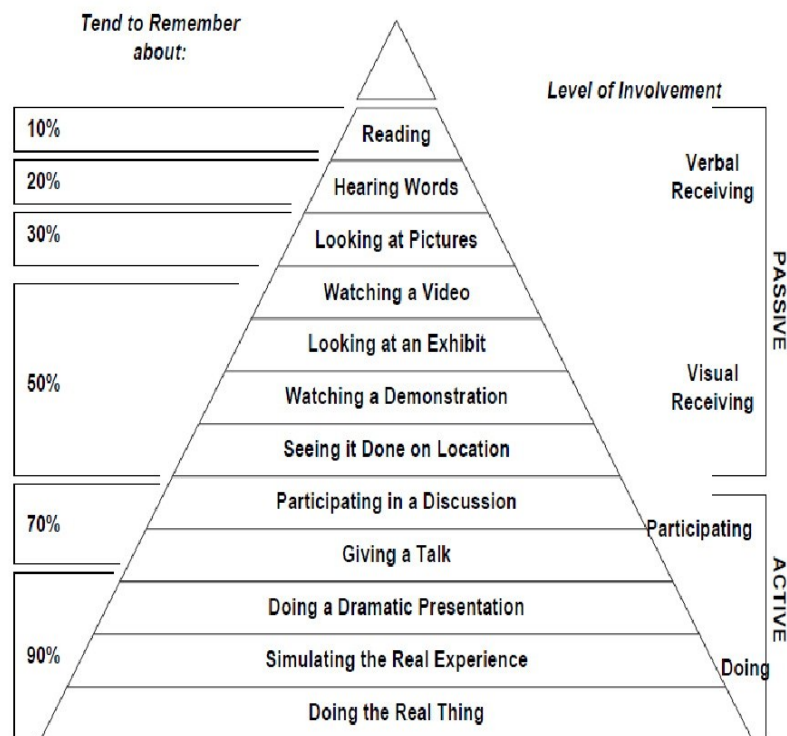 Tend to Remember
about:
Level of Involvement
10%
Reading
Verbal
Receiving
20%
Hearing Words
30%
Looking at Pictures
Watching a Video
50%
Looking at an Exhibit
Watching a Demonstration
Visual
Receiving
Seeing it Done on Location
PASSIVE
70%
Participating in a Discussion
Participating
Giving a Talk
90%
Doing a Dramatic Presentation
Simulating the Real Experience
Doing
Doing the Real Thing
ACTIVE